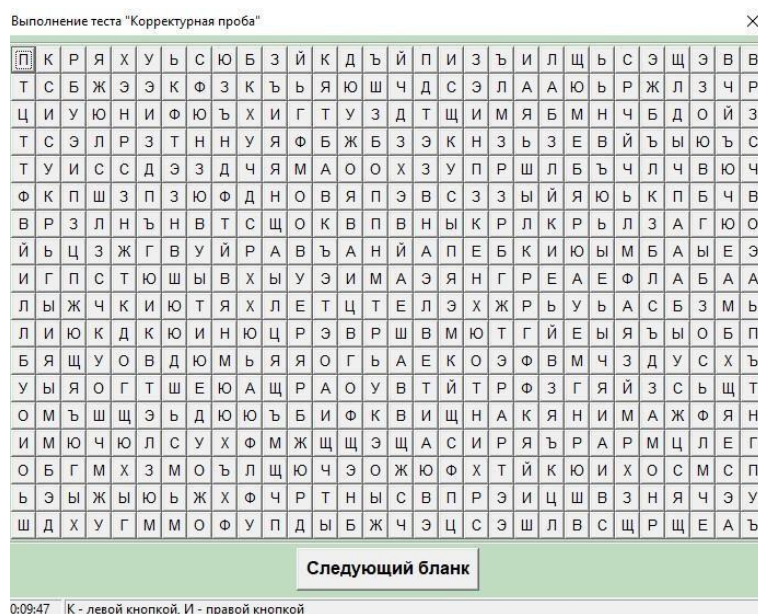 Выполнение теста "Корректурная проба"
П К Р Я Х У Ь С Ю Б З Й К Д Ъ Й П И З Ъ И Л Щ Ь С Э Щ Э В В
Т С Б Ж Э Э К Ф З К Ъ Ь Я Ю Ш Ч Д С Э Л А А Ю Ь Р Ж Л З Ч Р
Ц И У Ю Н И Ф Ю Ъ Х И Г Т У З Д Т Щ И М Я Б М Н Ч Б Д О Й З
Т С Э Л Р З Т Н Н У Я Ф Б Ж Б З Э К Н З Ь З Е В Й Ъ Ы Ю Ъ С
Т У И С С Д Э З Д Ч Я М А О О Х З У П Р Ш Л Б Ъ Ч Л Ч В Ю Ч
Ф К П Ш З П З Ю Ф Д Н О В Я П Э В С З З Ы Й Я Ю Ь К П Б Ч В
В Р З Л Н Ъ Н В Т С Щ О К В П В Н Ы К Р Л К Р Ь Л З А Г Ю О
Й Ь Ц З Ж Г В У Й Р А В Ъ А Н Й А П Е Б К И Ю Ы М Б А Ы Е Э
И Г П С Т Ю Ш Ы В Х Ы У Э И М А Э Я Н Г Р Е А Е Ф Л А Б А А
Л Ы Ж Ч К И Ю Т Я Х Л Е Т Ц Т Е Л Э Х Ж Р Ь У Ь А С Б З М Ь
Л И Ю К Д К Ю И Н Ю Ц Р Э В Р Ш В М Ю Т Г Й Е Ы Я Ъ Ы О Б П
Б Я Щ У О В Д Ю М Ь Я Я О Г Ь А Е К О Э Ф В М Ч З Д У С Х Ъ
У Ы Я О Г Т Ш Е Ю А Щ Р А О У В Т Й Т Р Ф З Г Я Й З С Ь Щ Т
О М Ъ Ш Щ Э Ь Д Ю Ю Ъ Б И Ф К В И Щ Н А К Я Н И М А Ж Ф Я Н
И М Ю Ч Ю Л С У Х Ф М Ж Щ Щ Э Щ А С И Р Я Ъ Р А Р М Ц Л Е Г
О Б Г М Х З М О Ъ Л Щ Ю Ч Э О Ж Ю Ф Х Т Й К Ю И Х О С М С П
Ь Э Ы Ж Ы Ю Ь Ж Х Ф Ч Р Т Н Ы С В П Р Э И Ц Ш В З Н Я Ч Э У
Ш Д Х У Г М М О Ф У П Д Ы Б Ж Ч Э Ц С Э Ш Л В С Щ Р Щ Е А Ъ
Следующий бланк
0:09:47 К - левой кнопкой, И - правой кнопкой